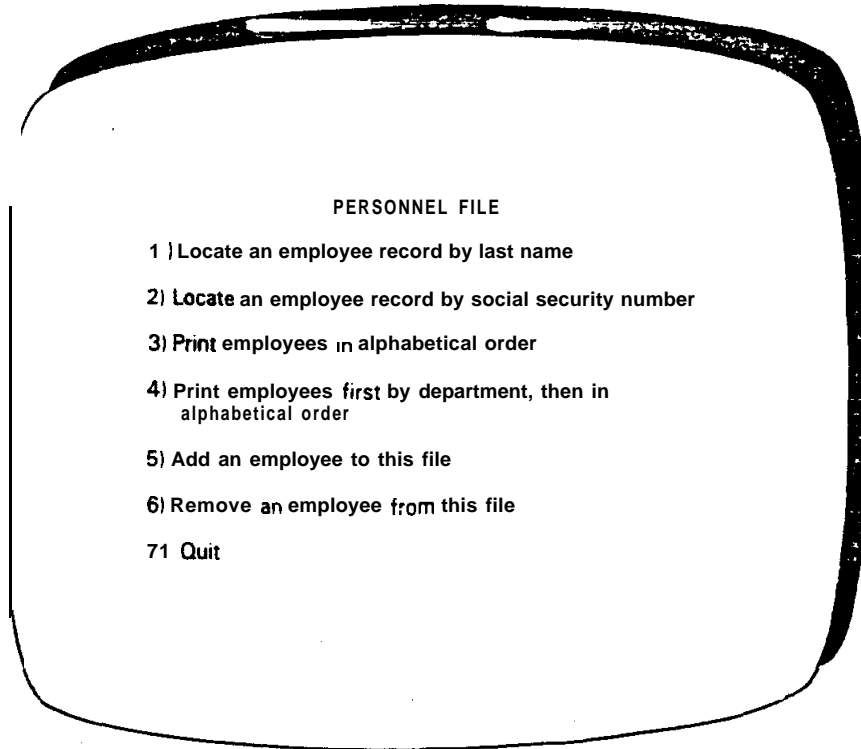 PERSONNEL FILE
1 ) Locate an employee record by last name
2) Locate an employee record by social security number
3) Print employees in alphabetical order
4) Print employees first by department, then in
alphabetical order
5) Add an employee to this file
6) Remove an employee from this file
71 Quit